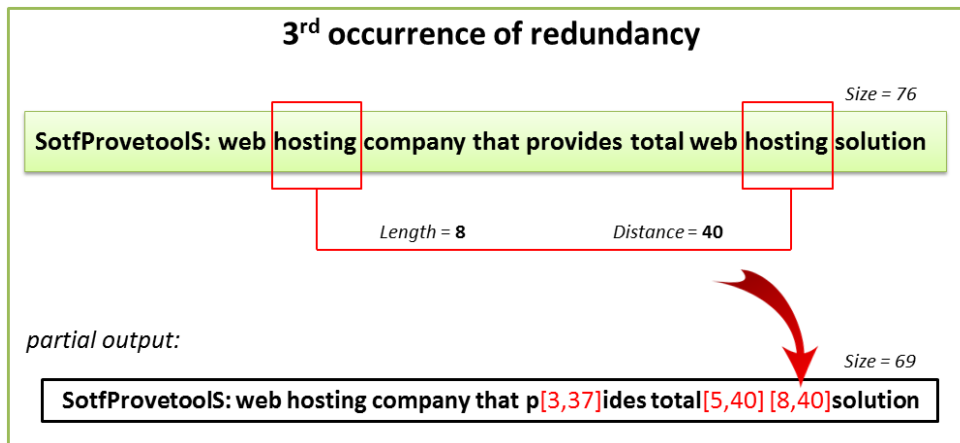 3rd occurrence of redundancy
Size = 76
SotfProvetoolS: web hosting company that provides total web hosting solution
Length = 8 Distance = 40
partial output:
Size = 69
SotfProvetoolS: web hosting company that p[3,37]ides total[5,40] [8,40]solution